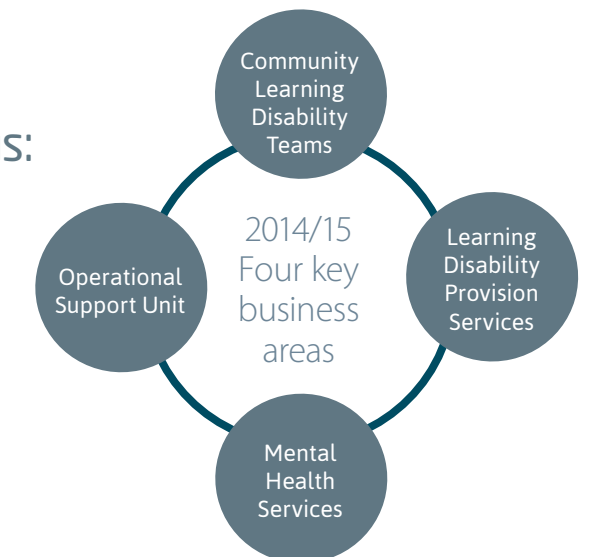 s:
Community
Learning
Disability
Teams
2014/15
Four key
business
areas
Learning
Disability
Provision
Services
Operational
Support Unit
Mental
Health
Services